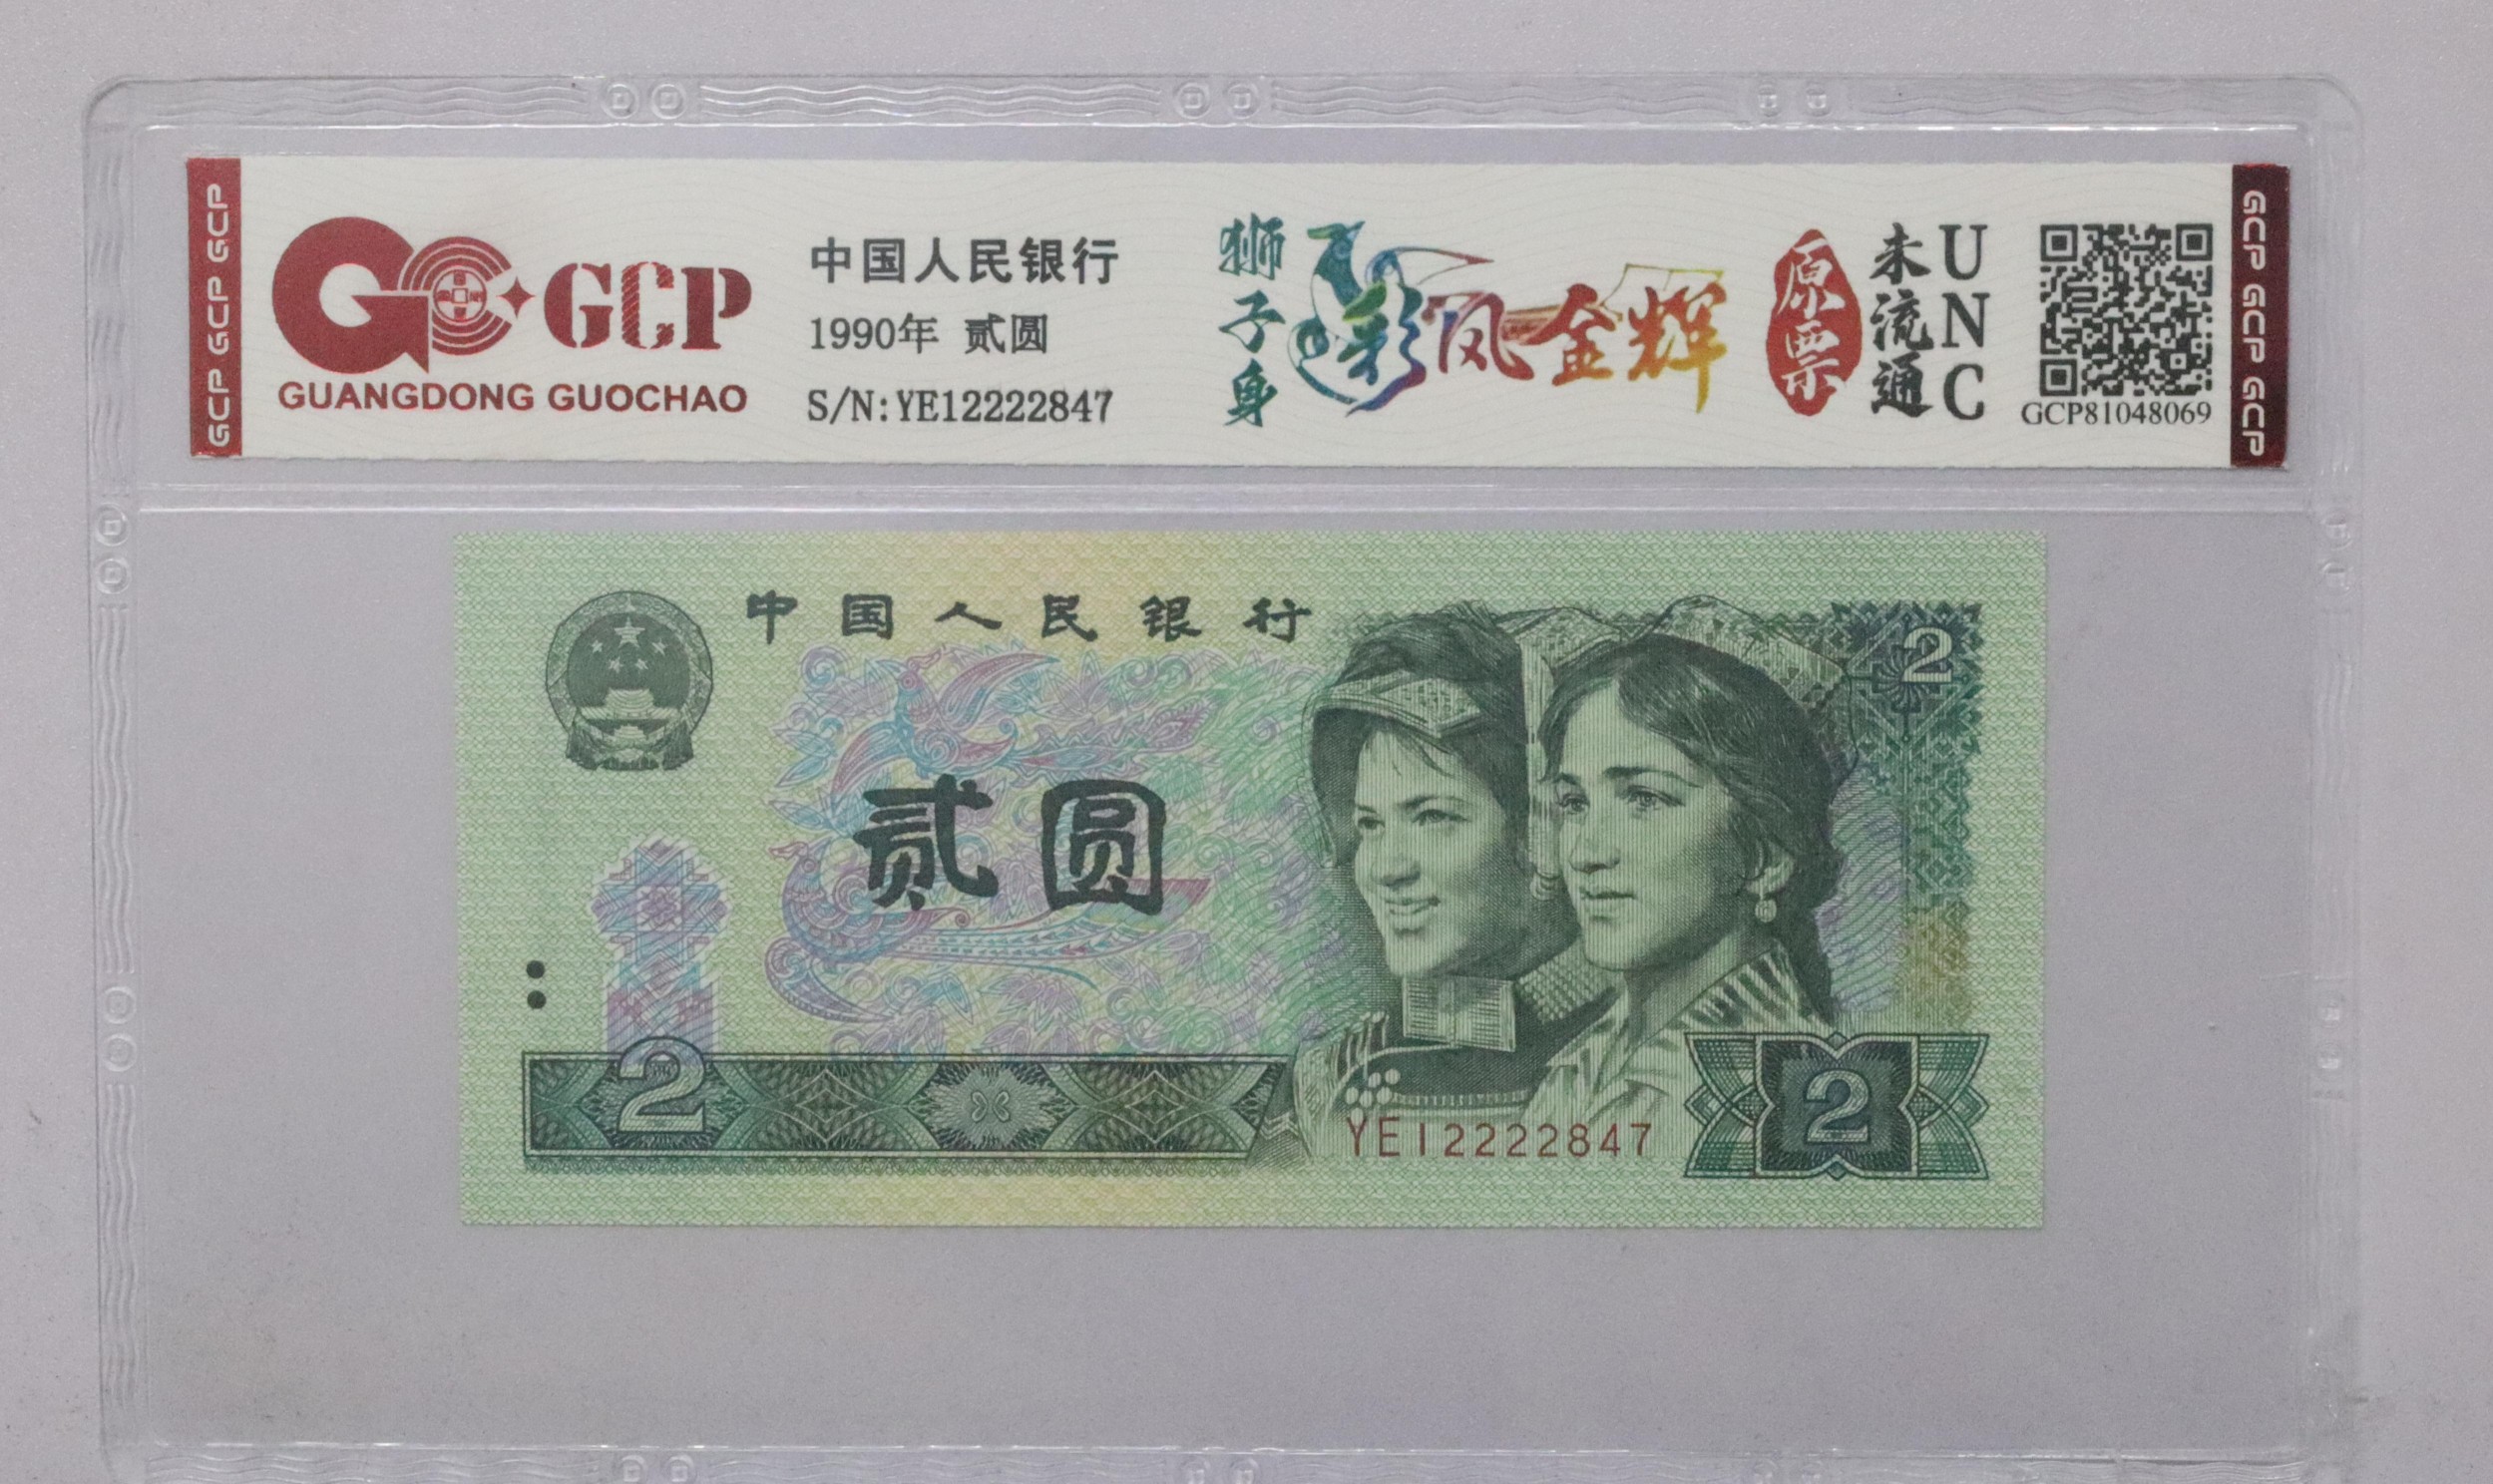 GCP GCP GCP
GCP
GUANGDONG GUOCHAO
中国人民银行
1990年 贰圆
S/N:YE12222847
狮子身
彩凤金辉
原票
未流通
UNC
GCP81048069
GCP GCP GCP
中国人民银行
贰圆
2
2
YE12222847
2